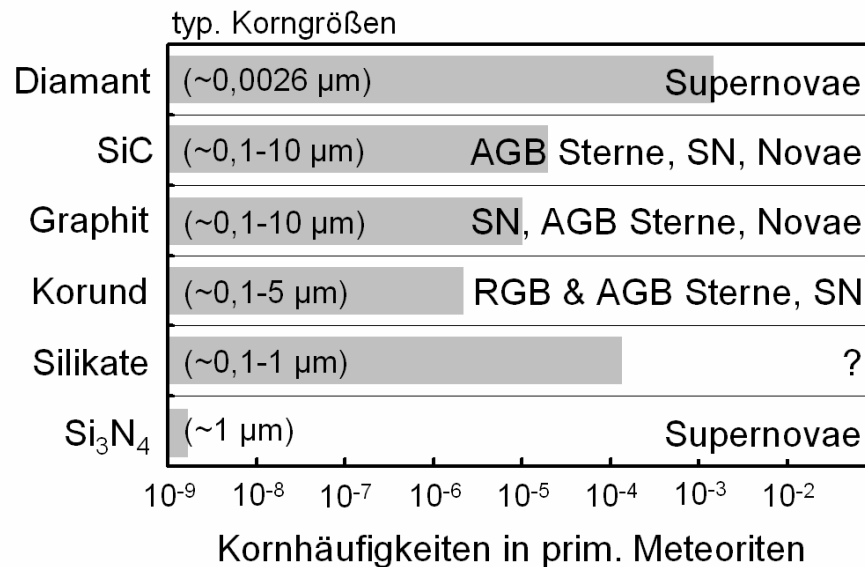 typ. Korngrößen
Diamant (~0,0026 µm) Supernovae
SiC (~0,1-10 µm) AGB Sterne, SN, Novae
Graphit (~0,1-10 µm) SN, AGB Sterne, Novae
Korund (~0,1-5 µm) RGB & AGB Sterne, SN
Silikate (~0,1-1 µm) ?
Si₃N₄ (~1 µm) Supernovae
10⁻⁹ 10⁻⁸ 10⁻⁷ 10⁻⁶ 10⁻⁵ 10⁻⁴ 10⁻³ 10⁻²
Kornhäufigkeiten in prim. Meteoriten